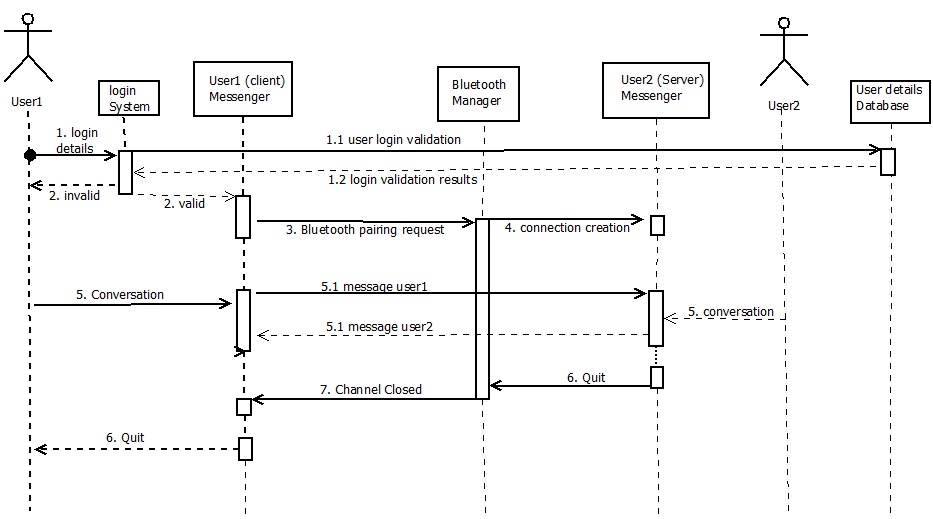 User1
login
System
User1 (client)
Messenger
Bluetooth
Manager
User2 (Server)
Messenger
User2
User details
Database
1. login
details
1.1 user login validation
1.2 login validation results
2. invalid
2. valid
3. Bluetooth pairing request
4. connection creation
5. Conversation
5.1 message user1
5. conversation
5.1 message user2
6. Quit
7. Channel Closed
6. Quit